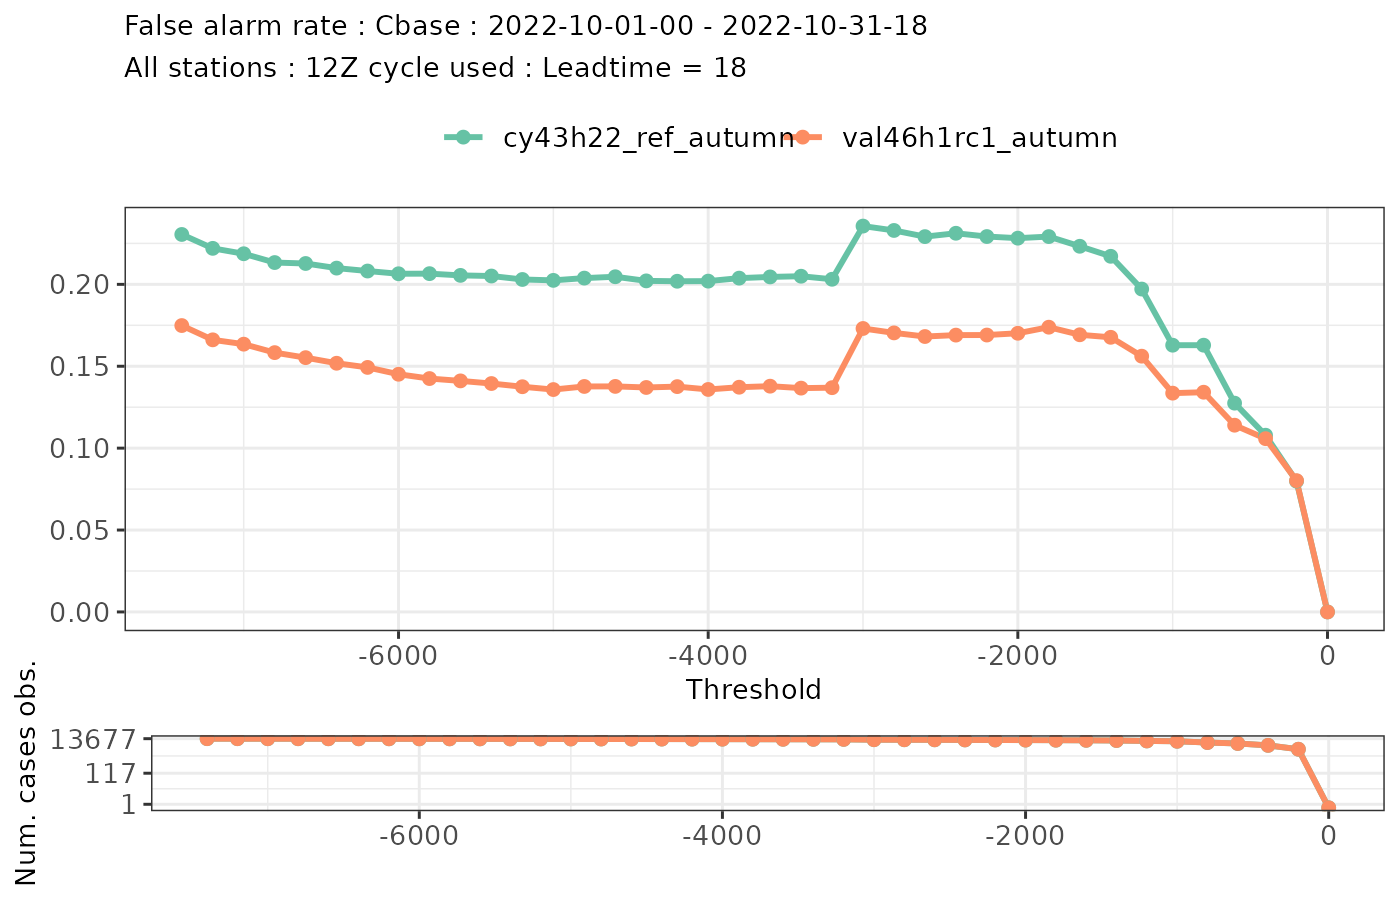 False alarm rate : Cbase : 2022-10-01-00 - 2022-10-31-18
All stations : 12Z cycle used : Leadtime = 18
cy43h22_ref_autumn val46h1rc1_autumn
0.20
0.15
0.10
0.05
0.00
-6000 -4000 -2000 0
Threshold
Num. cases obs.
13677
117
1
-6000 -4000 -2000 0